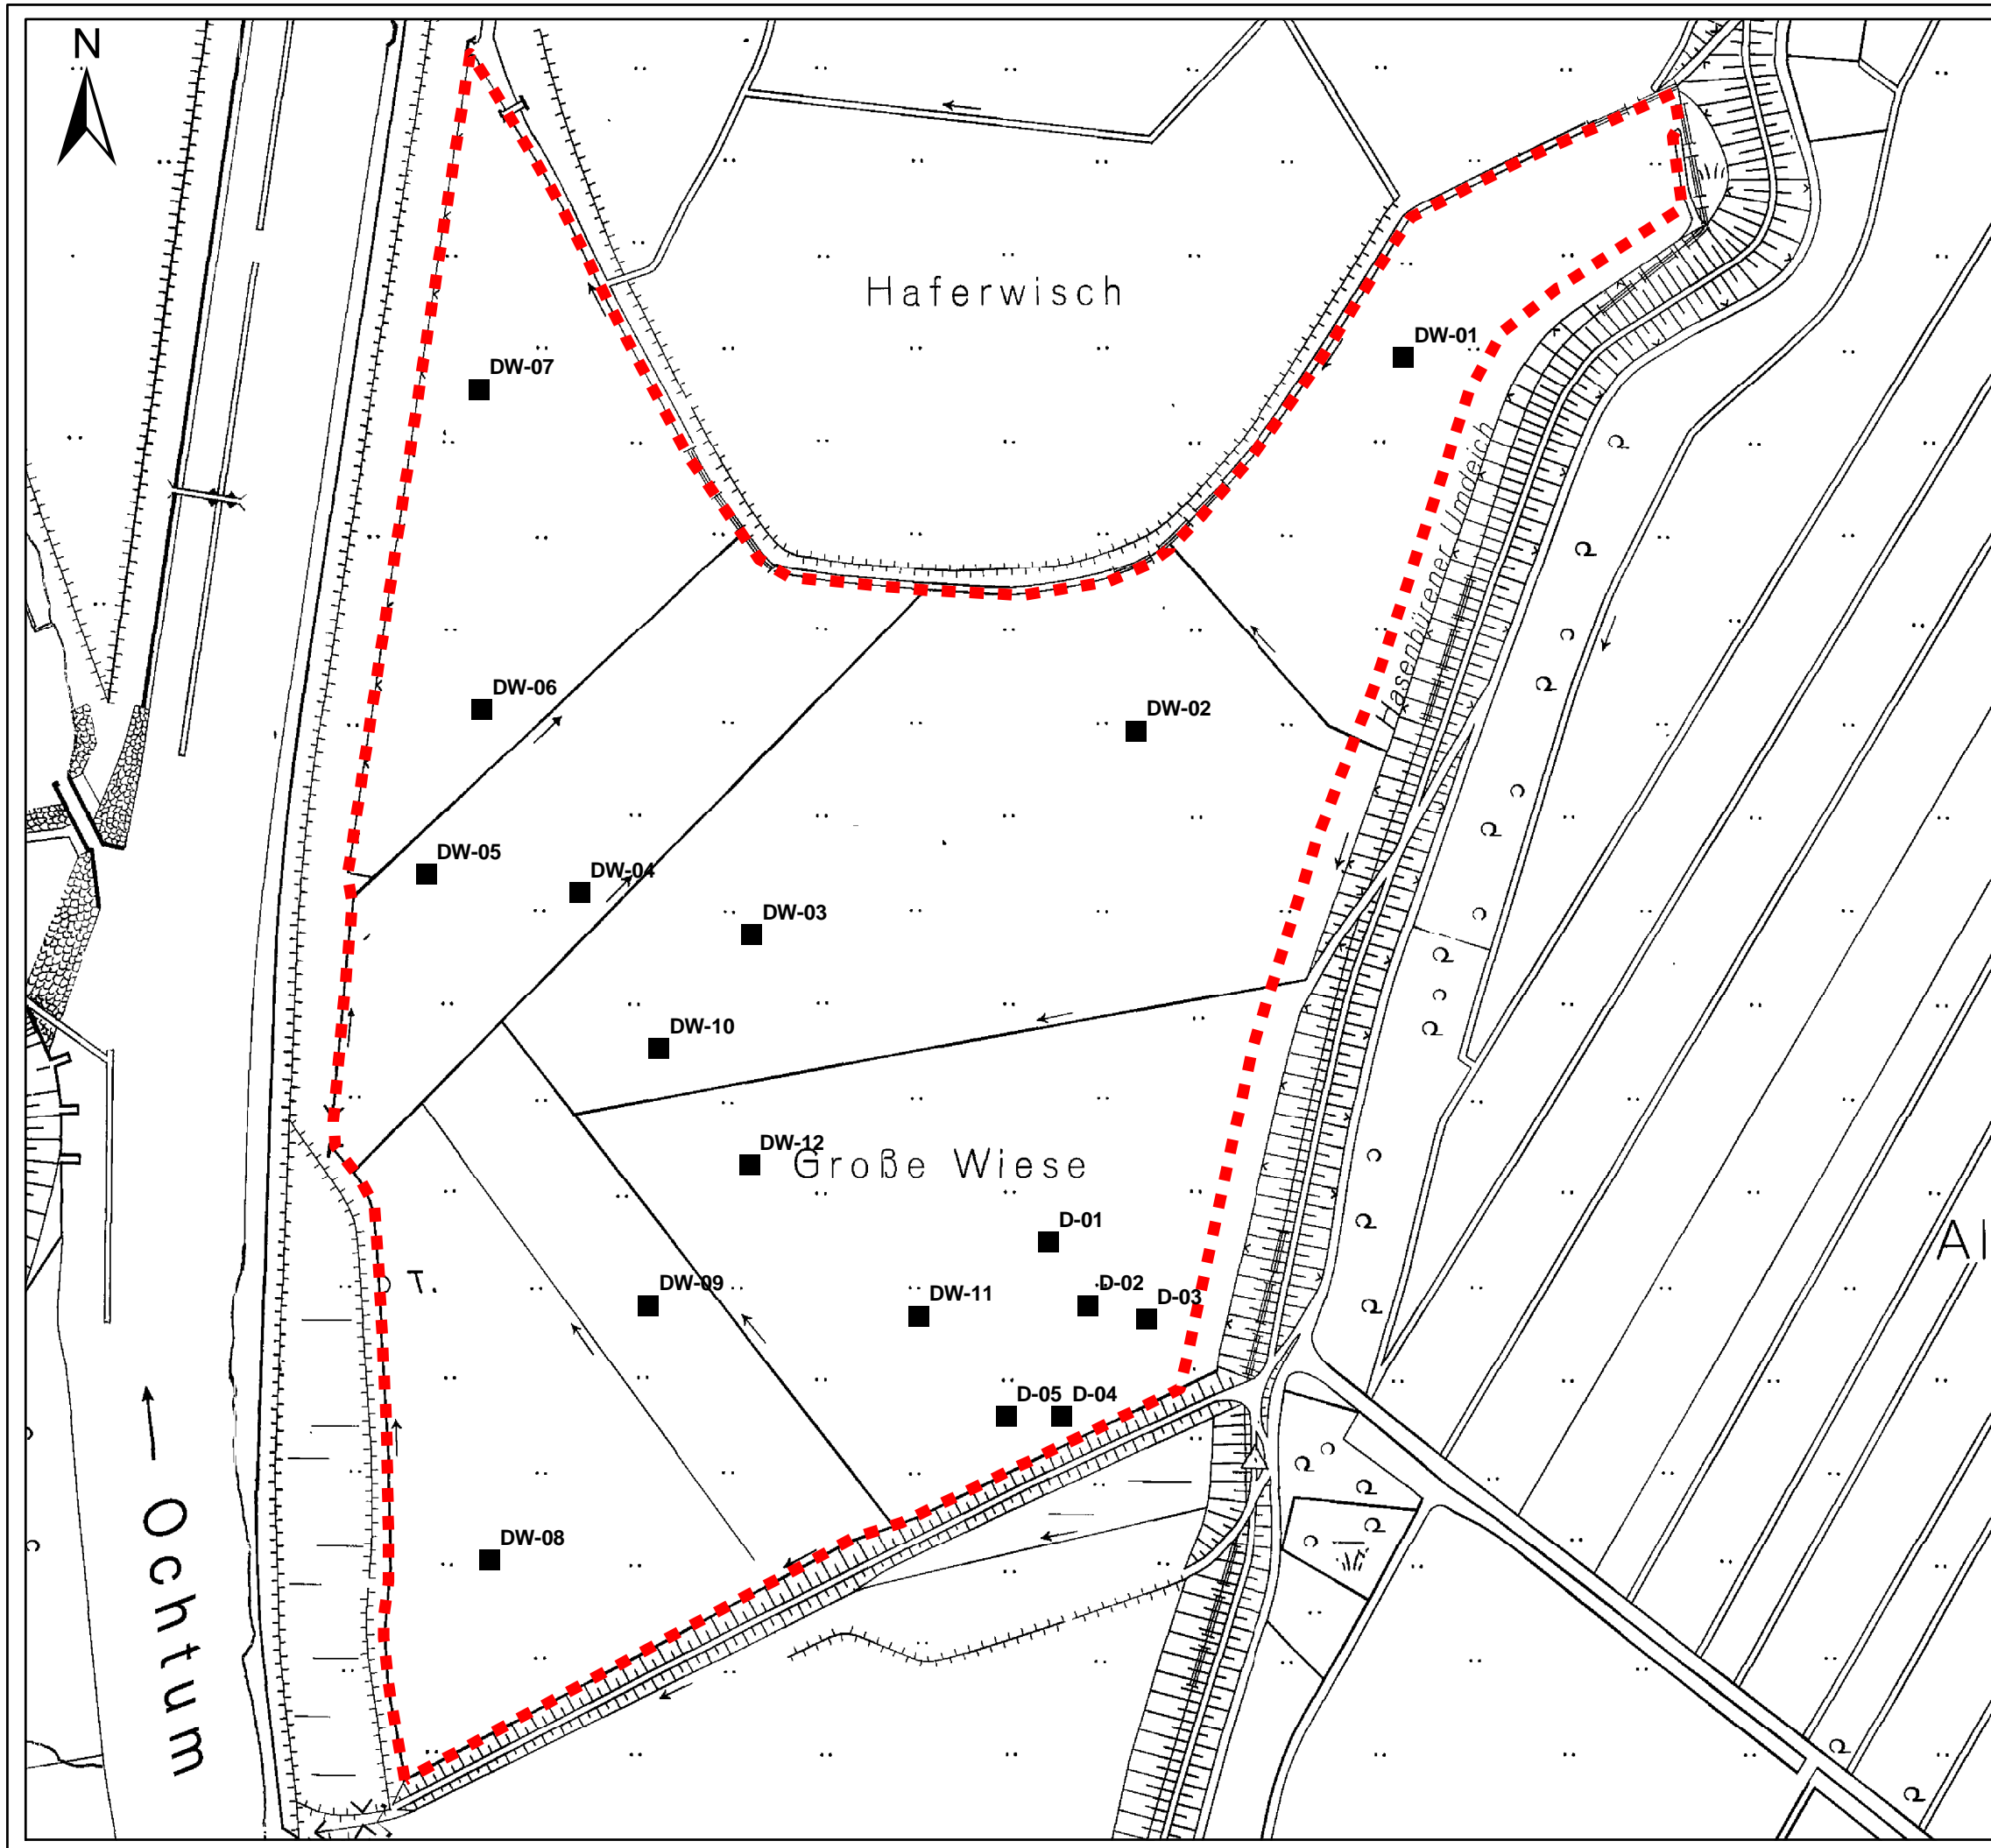 N
Haferwisch
DW-01
DW-07
Hasenbürener Umdeich
DW-06
DW-02
DW-05
DW-04
DW-03
DW-10
DW-12
Große Wiese
D-01
Al
T.
DW-09
DW-11
D-02
D-03
D-05
D-04
Ochtum
DW-08